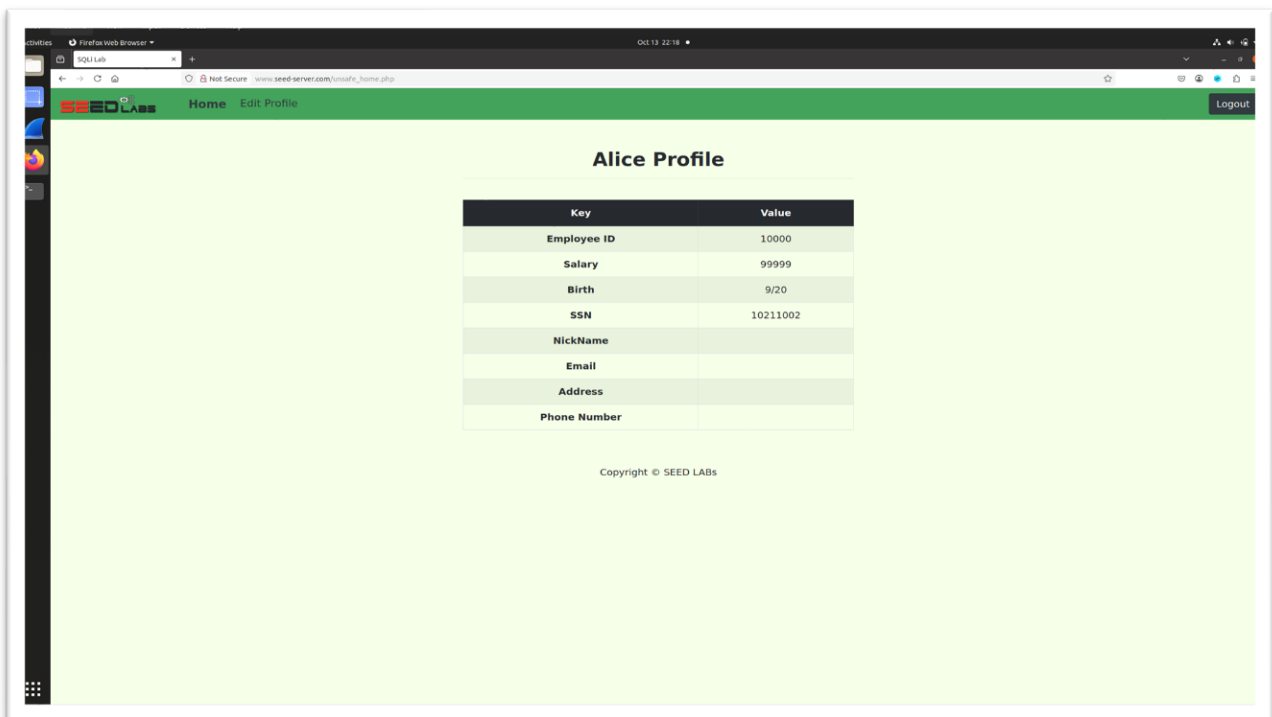 Activities Firefox Web Browser Oct 13 22:18
SQLi Lab
Not Secure www.seed-server.com/unsafe_home.php
SEED LABS Home Edit Profile Logout
Alice Profile
Key Value
Employee ID 10000
Salary 99999
Birth 9/20
SSN 10211002
NickName
Email
Address
Phone Number
Copyright © SEED LABs